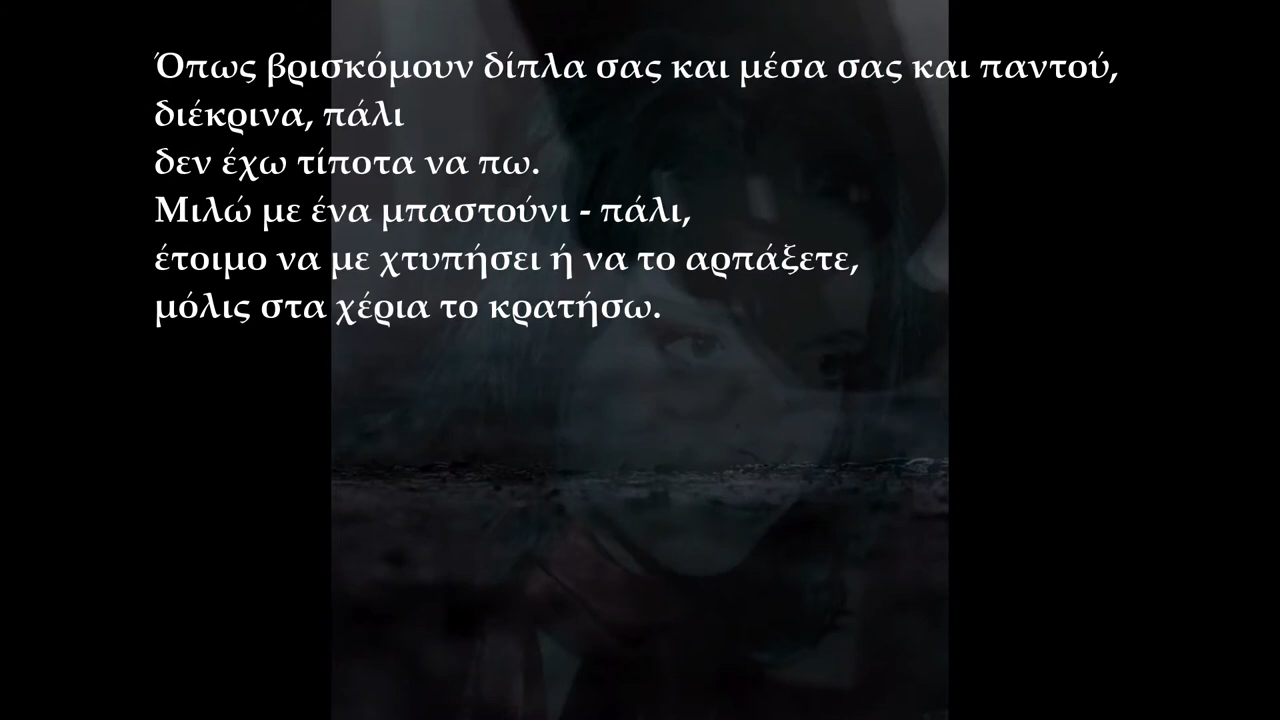 Όπως βρισκόμουν δίπλα σας και μέσα σας και παντού,
διέκρινα, πάλι
δεν έχω τίποτα να πω.
Μιλώ με ένα μπαστούνι - πάλι,
έτοιμο να με χτυπήσει ή να το αρπάξετε,
μόλις στα χέρια το κρατήσω.